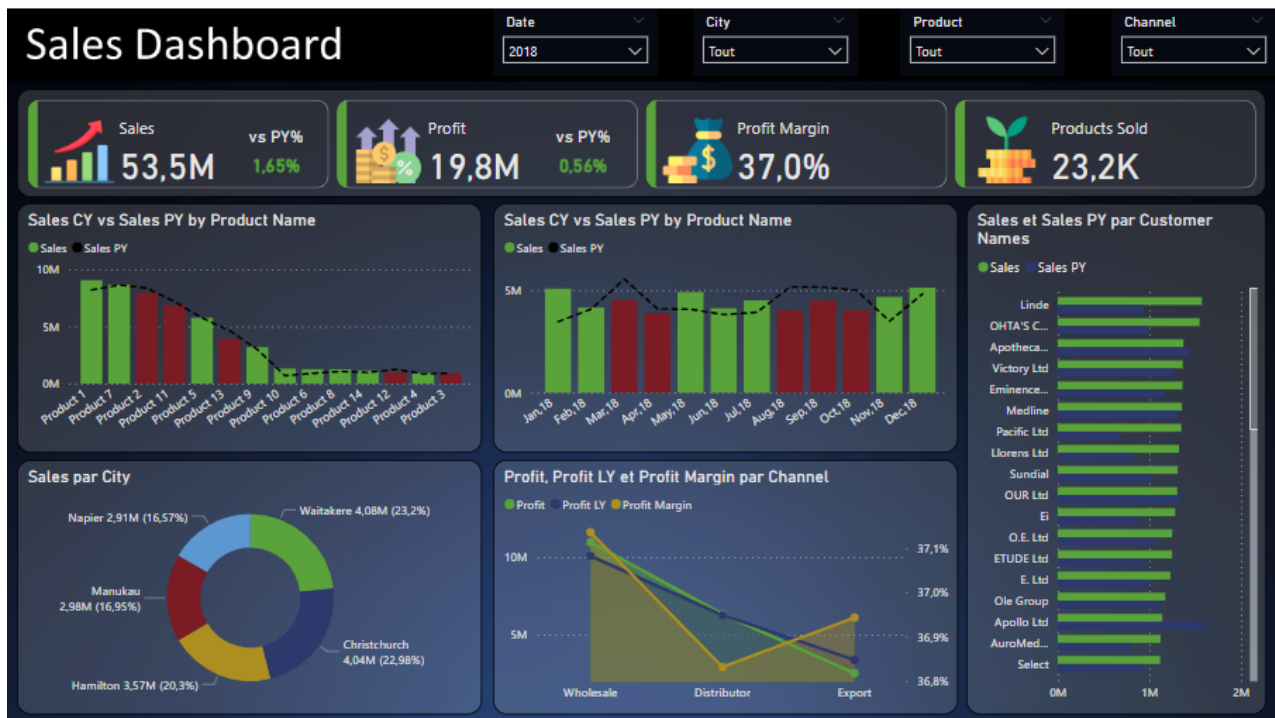 Sales Dashboard
Date
2018
City
Tout
Product
Tout
Channel
Tout
Sales
53,5M
vs PY%
1,65%
Profit
19,8M
vs PY%
0,56%
Profit Margin
37,0%
Products Sold
23,2K
Sales CY vs Sales PY by Product Name
Sales Sales PY
10M
5M
0M
Product 1
Product 7
Product 2
Product 11
Product 5
Product 13
Product 9
Product 10
Product 6
Product 8
Product 14
Product 12
Product 4
Product 3
Sales CY vs Sales PY by Product Name
Sales Sales PY
5M
0M
Jan,18
Feb,18
Mar,18
Apr,18
May,18
Jun,18
Jul,18
Aug,18
Sep,18
Oct,18
Nov,18
Dec,18
Sales et Sales PY par Customer
Names
Sales Sales PY
Linde
OHTA'S C...
Apotheca...
Victory Ltd
Eminence...
Medline
Pacific Ltd
Llorens Ltd
Sundial
OUR Ltd
Ei
O.E. Ltd
ETUDE Ltd
E. Ltd
Ole Group
Apollo Ltd
AuroMed...
Select
0M 1M 2M
Sales par City
Napier 2,91M (16,57%)
Waitakere 4,08M (23,2%)
Manukau
2,98M (16,95%)
Christchurch
4,04M (22,98%)
Hamilton 3,57M (20,3%)
Profit, Profit LY et Profit Margin par Channel
Profit Profit LY Profit Margin
10M
5M
37,1%
37,0%
36,9%
36,8%
Wholesale Distributor Export